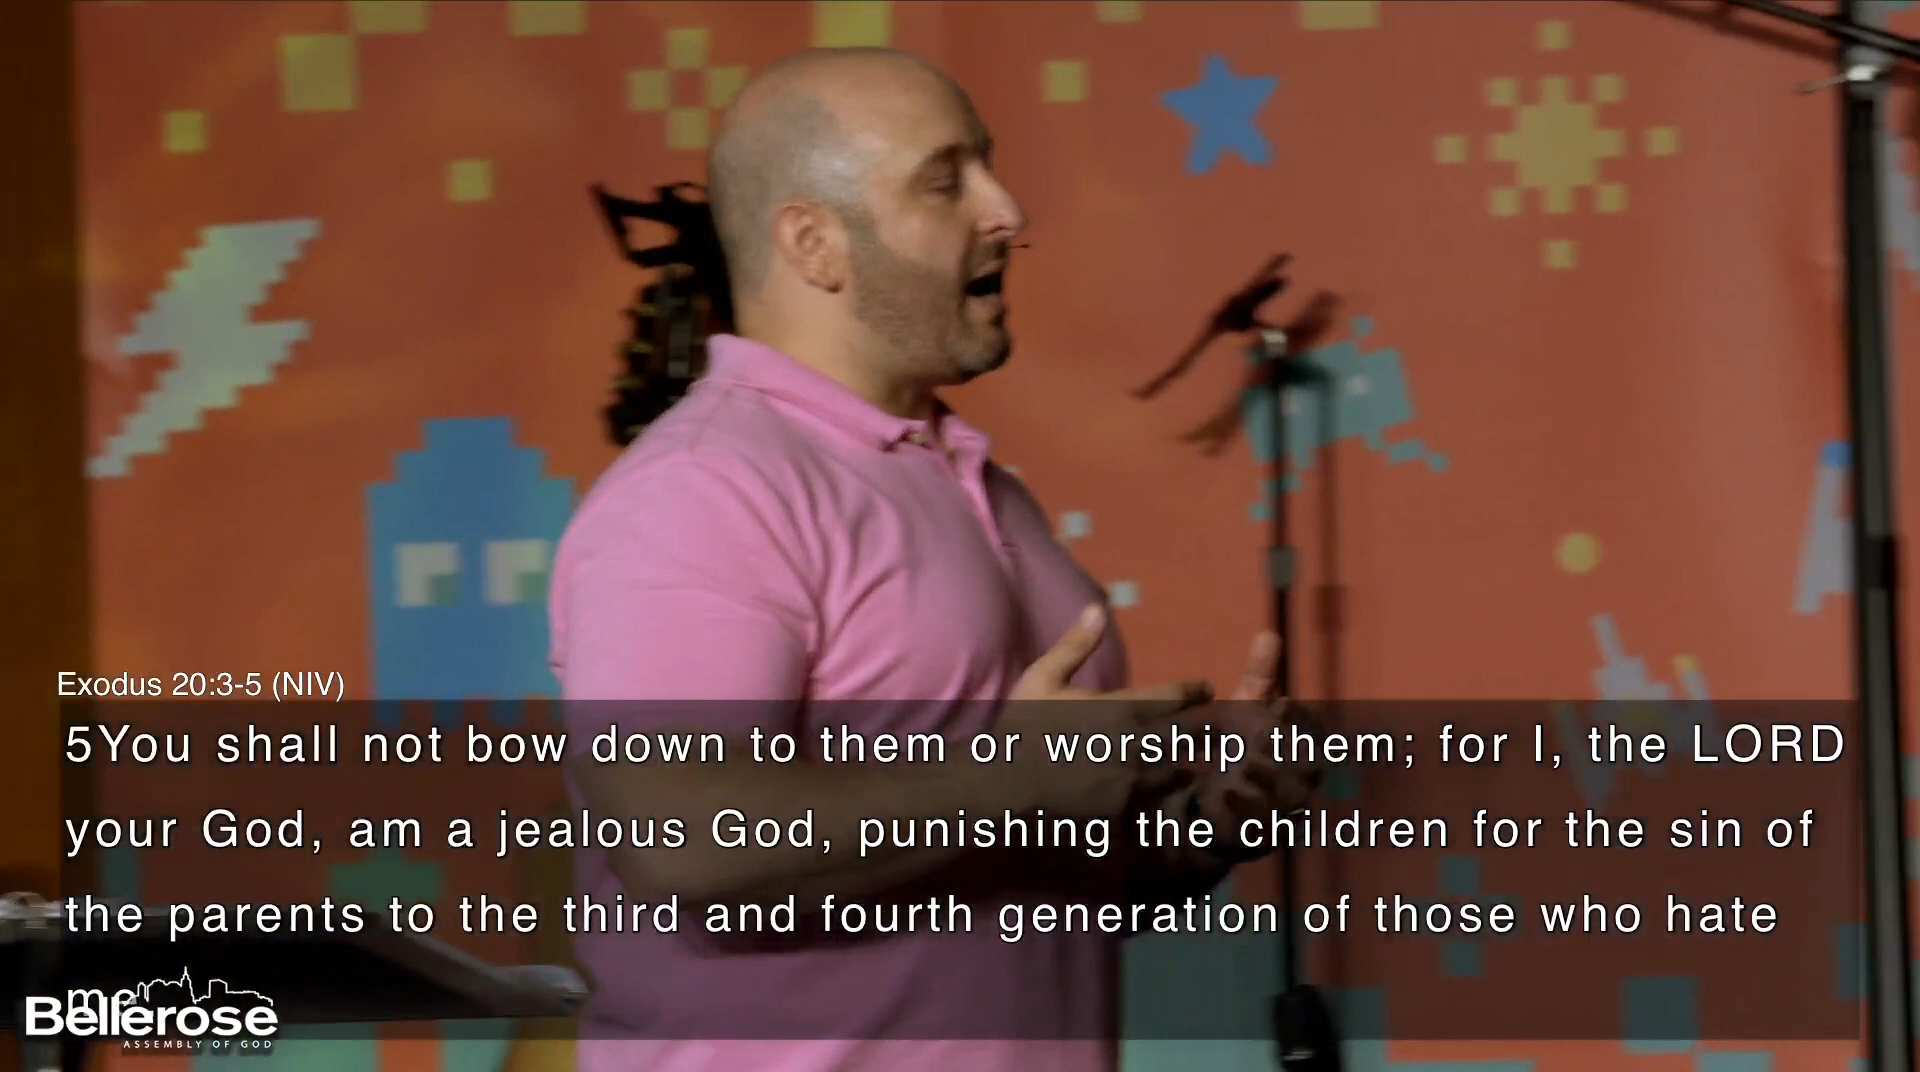 Exodus 20:3-5 (NIV)
5You shall not bow down to them or worship them; for I, the LORD
your God, am a jealous God, punishing the children for the sin of
the parents to the third and fourth generation of those who hate
me
Bellerose
ASSEMBLY OF GOD